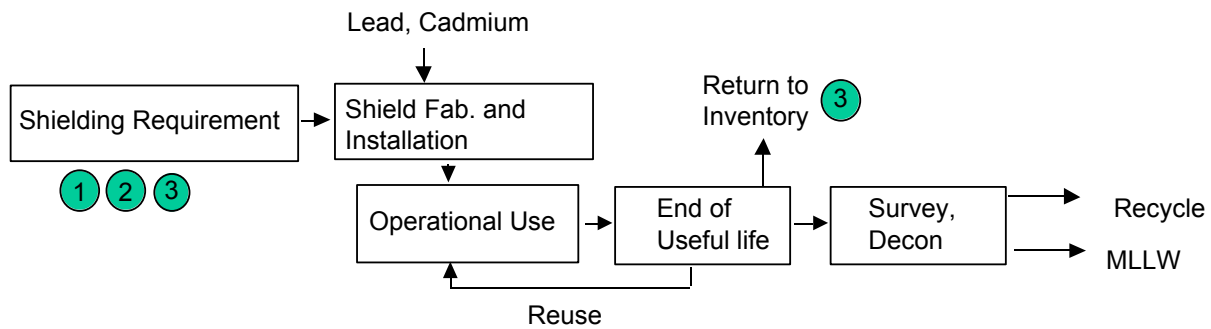 Lead, Cadmium
Shielding Requirement
1 2 3
Shield Fab. and
Installation
Return to
Inventory 3
Operational Use
End of
Useful life
Survey,
Decon
Recycle
MLLW
Reuse